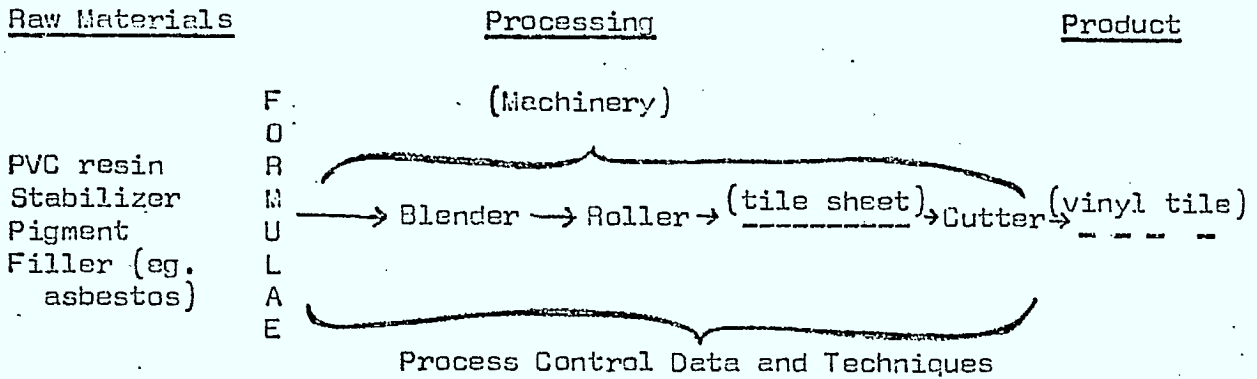 Raw Materials Processing Product
F (Machinery)
O
PVC resin R
Stabilizer M → Blender → Roller → (tile sheet) → Cutter → (vinyl tile)
Pigment U
Filler (eg. L
asbestos) A
E
Process Control Data and Techniques